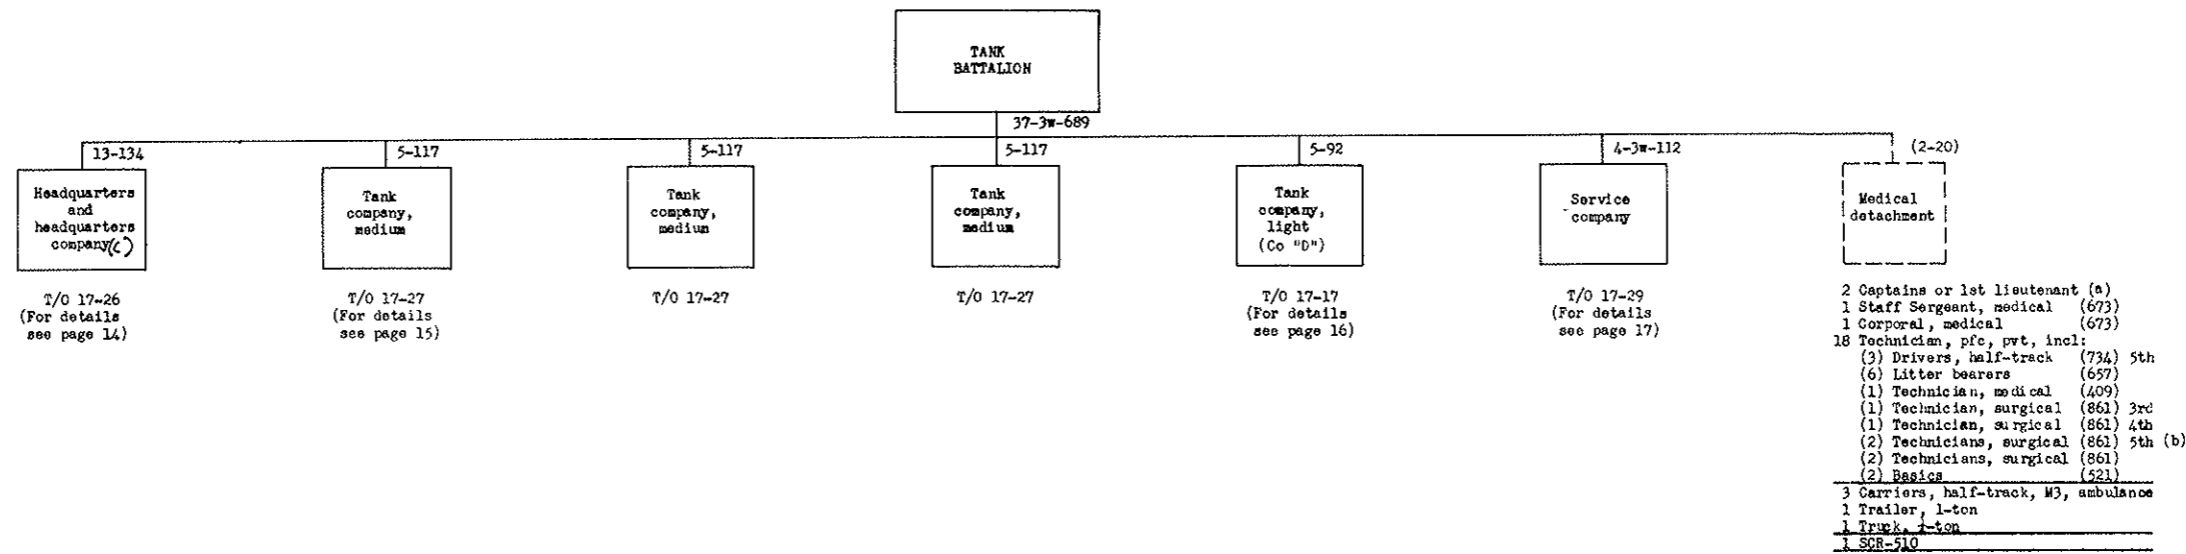 TANK
BATTALION
37-3w-689
13-134
5-117
5-117
5-117
5-92
4-3w-112
(2-20)
Headquarters
and
headquarters
company(c)
Tank
company,
medium
Tank
company,
medium
Tank
company,
medium
Tank
company,
light
(Co "D")
Service
company
Medical
detachment
T/O 17-26
(For details
see page 14)
T/O 17-27
(For details
see page 15)
T/O 17-27
T/O 17-27
T/O 17-17
(For details
see page 16)
T/O 17-29
(For details
see page 17)
2 Captains or 1st lieutenant (a)
1 Staff Sergeant, medical (673)
1 Corporal, medical (673)
18 Technician, pfc, pvt, incl:
(3) Drivers, half-track (734) 5th
(6) Litter bearers (657)
(1) Technician, medical (409)
(1) Technician, surgical (861) 3rd
(1) Technician, surgical (861) 4th
(2) Technicians, surgical (861) 5th (b)
(2) Technicians, surgical (861)
(2) Basics (521)
3 Carriers, half-track, M3, ambulance
1 Trailer, 1-ton
1 Truck,
1 SCR-510